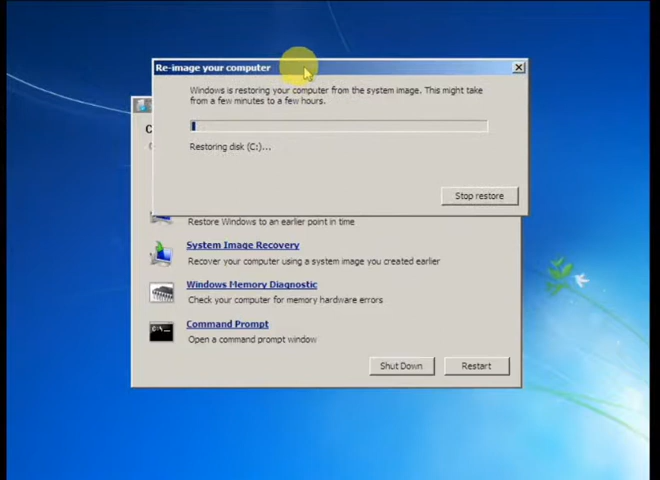 Re-image your computer
Windows is restoring your computer from the system image. This might take
from a few minutes to a few hours.
Restoring disk (C:)...
Stop restore
Restore Windows to an earlier point in time
System Image Recovery
Recover your computer using a system image you created earlier
Windows Memory Diagnostic
Check your computer for memory hardware errors
Command Prompt
Open a command prompt window
Shut Down
Restart